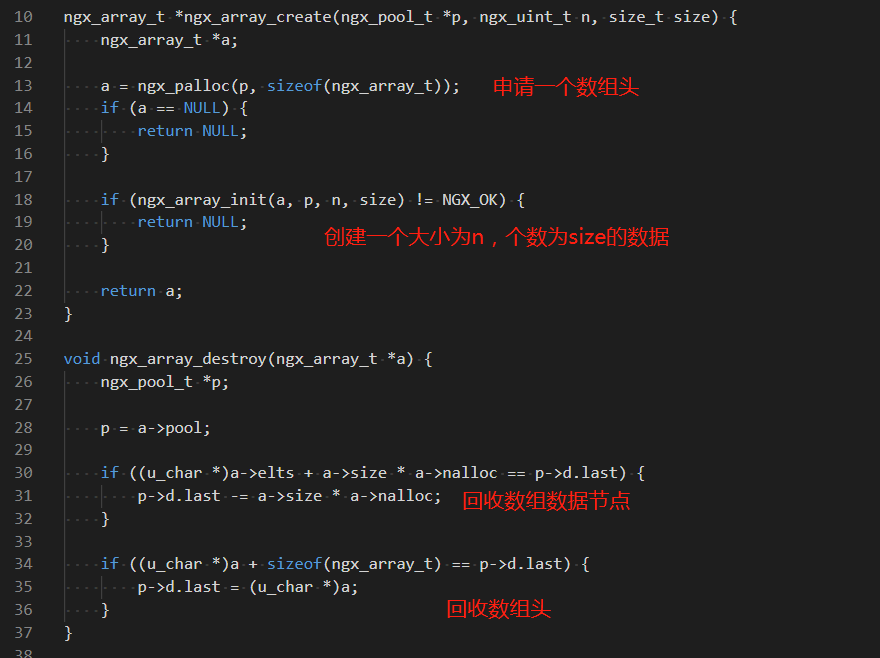 10 ngx_array_t *ngx_array_create(ngx_pool_t *p, ngx_uint_t n, size_t size) {
11     ngx_array_t *a;
12
13     a = ngx_palloc(p, sizeof(ngx_array_t)); 申请一个数组头
14     if (a == NULL) {
15         return NULL;
16     }
17
18     if (ngx_array_init(a, p, n, size) != NGX_OK) {
19         return NULL;
创建一个大小为n，个数为size的数据
20     }
21
22     return a;
23 }
24
25 void ngx_array_destroy(ngx_array_t *a) {
26     ngx_pool_t *p;
27
28     p = a->pool;
29
30     if ((u_char *)a->elts + a->size * a->nalloc == p->d.last) {
31         p->d.last -= a->size * a->nalloc; 回收数组数据节点
32     }
33
34     if ((u_char *)a + sizeof(ngx_array_t) == p->d.last) {
35         p->d.last = (u_char *)a;
36     } 回收数组头
37 }
38